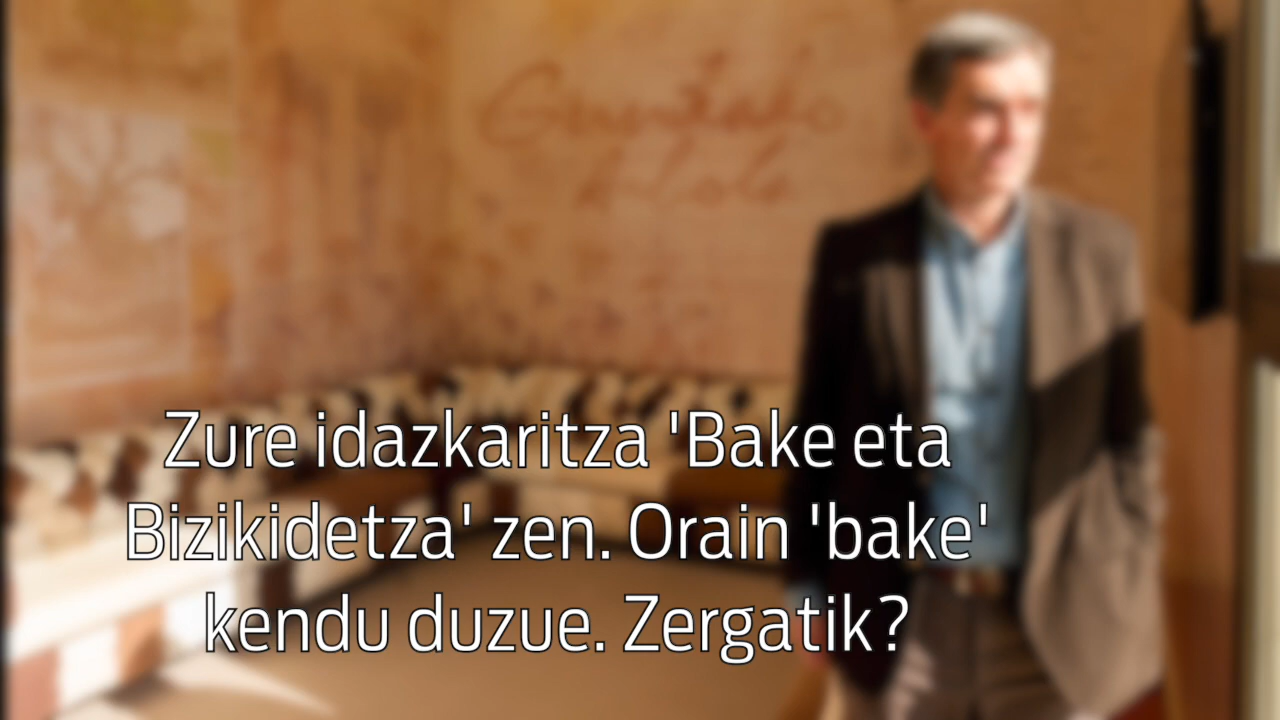 Zure idazkaritza 'Bake eta
Bizikidetza' zen. Orain 'bake'
kendu duzue. Zergatik?